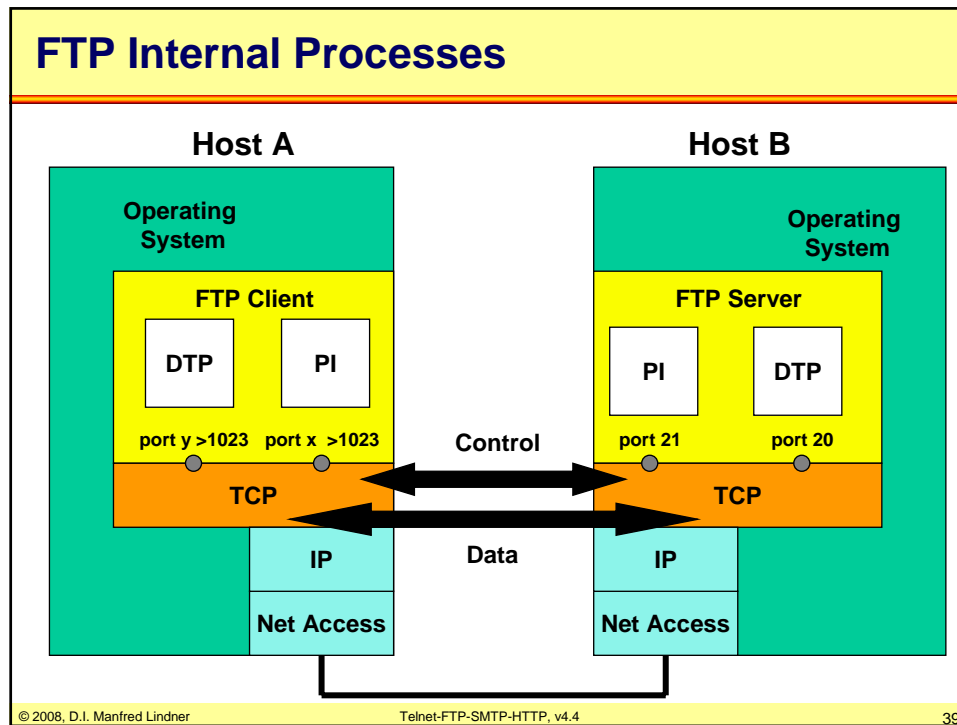 FTP Internal Processes
Host A
Host B
Operating
System
Operating
System
FTP Client
FTP Server
DTP
PI
PI
DTP
port y >1023
port x >1023
Control
port 21
port 20
TCP
TCP
Data
IP
IP
Net Access
Net Access
© 2008, D.I. Manfred Lindner
Telnet-FTP-SMTP-HTTP, v4.4
39